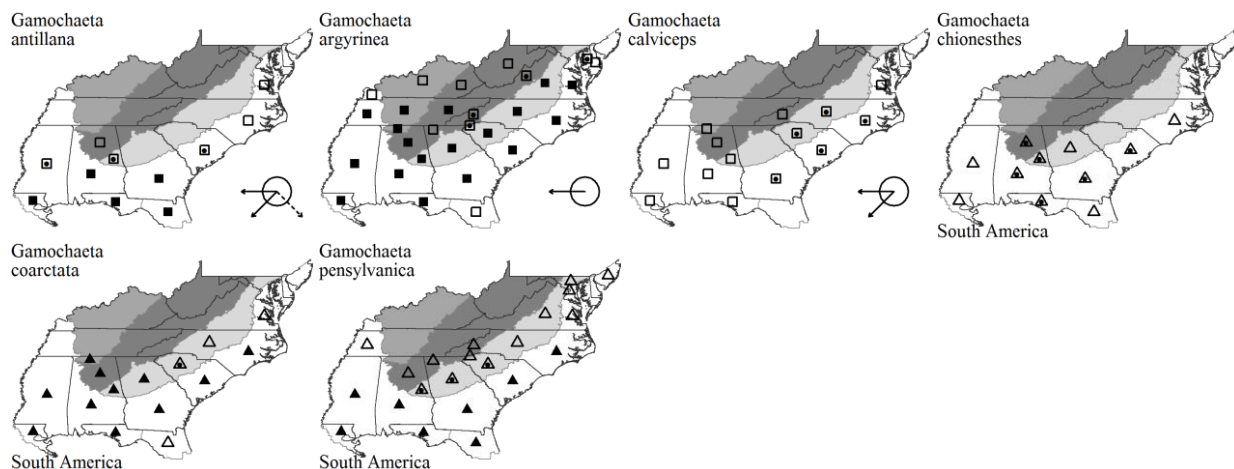 Gamochaeta
antillana
Gamochaeta
argyrinea
Gamochaeta
calviceps
Gamochaeta
chionesthes
South America
Gamochaeta
coarctata
South America
Gamochaeta
pensylvanica
South America